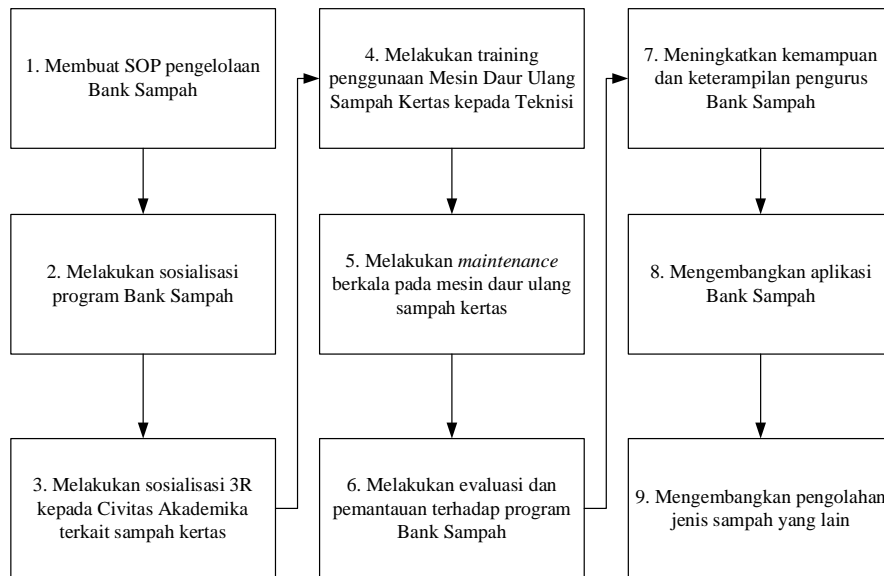 1. Membuat SOP pengelolaan
Bank Sampah
2. Melakukan sosialisasi
program Bank Sampah
3. Melakukan sosialisasi 3R
kepada Civitas Akademika
terkait sampah kertas
4. Melakukan training
penggunaan Mesin Daur Ulang
Sampah Kertas kepada Teknisi
5. Melakukan maintenance
berkala pada mesin daur ulang
sampah kertas
6. Melakukan evaluasi dan
pemantauan terhadap program
Bank Sampah
7. Meningkatkan kemampuan
dan keterampilan pengurus
Bank Sampah
8. Mengembangkan aplikasi
Bank Sampah
9. Mengembangkan pengolahan
jenis sampah yang lain